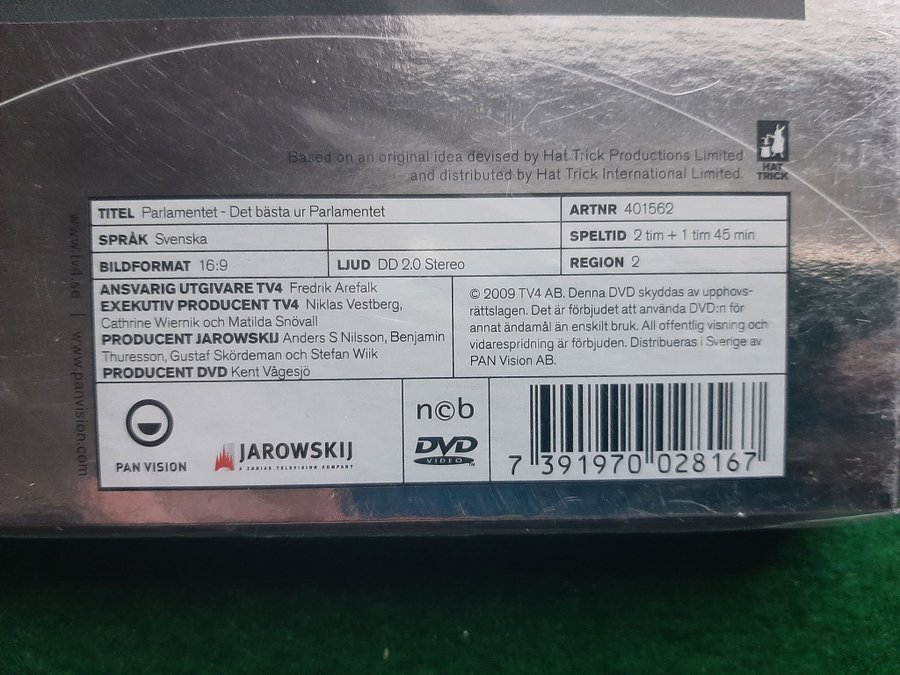 Based on an original idea devised by Hat Trick Productions Limited
and distributed by Hat Trick International Limited.
HAT
TRICK
TITEL Parlamentet - Det bästa ur Parlamentet
ARTNR 401562
SPRÅK Svenska
SPELTID 2 tim + 1 tim 45 min
BILDFORMAT 16:9
LJUD DD 2.0 Stereo
REGION 2
ANSVARIG UTGIVARE TV4 Fredrik Arefalk
EXEKUTIV PRODUCENT TV4 Niklas Vestberg,
Cathrine Wiernik och Matilda Snövall
PRODUCENT JAROWSKIJ Anders S Nilsson, Benjamin
Thuresson, Gustaf Skördeman och Stefan Wiik
PRODUCENT DVD Kent Vågesjö
© 2009 TV4 AB. Denna DVD skyddas av upphovs-
rättslagen. Det är förbjudet att använda DVD:n för
annat ändamål än enskilt bruk. All offentlig visning och
vidarespridning är förbjuden. Distribueras i Sverige av
PAN Vision AB.
PAN VISION
JAROWSKIJ
A ZODIAK TELEVISION COMPANY
n©b
DVD
VIDEO TM
7 391970 028167
www.tv4.se | www.panvision.com